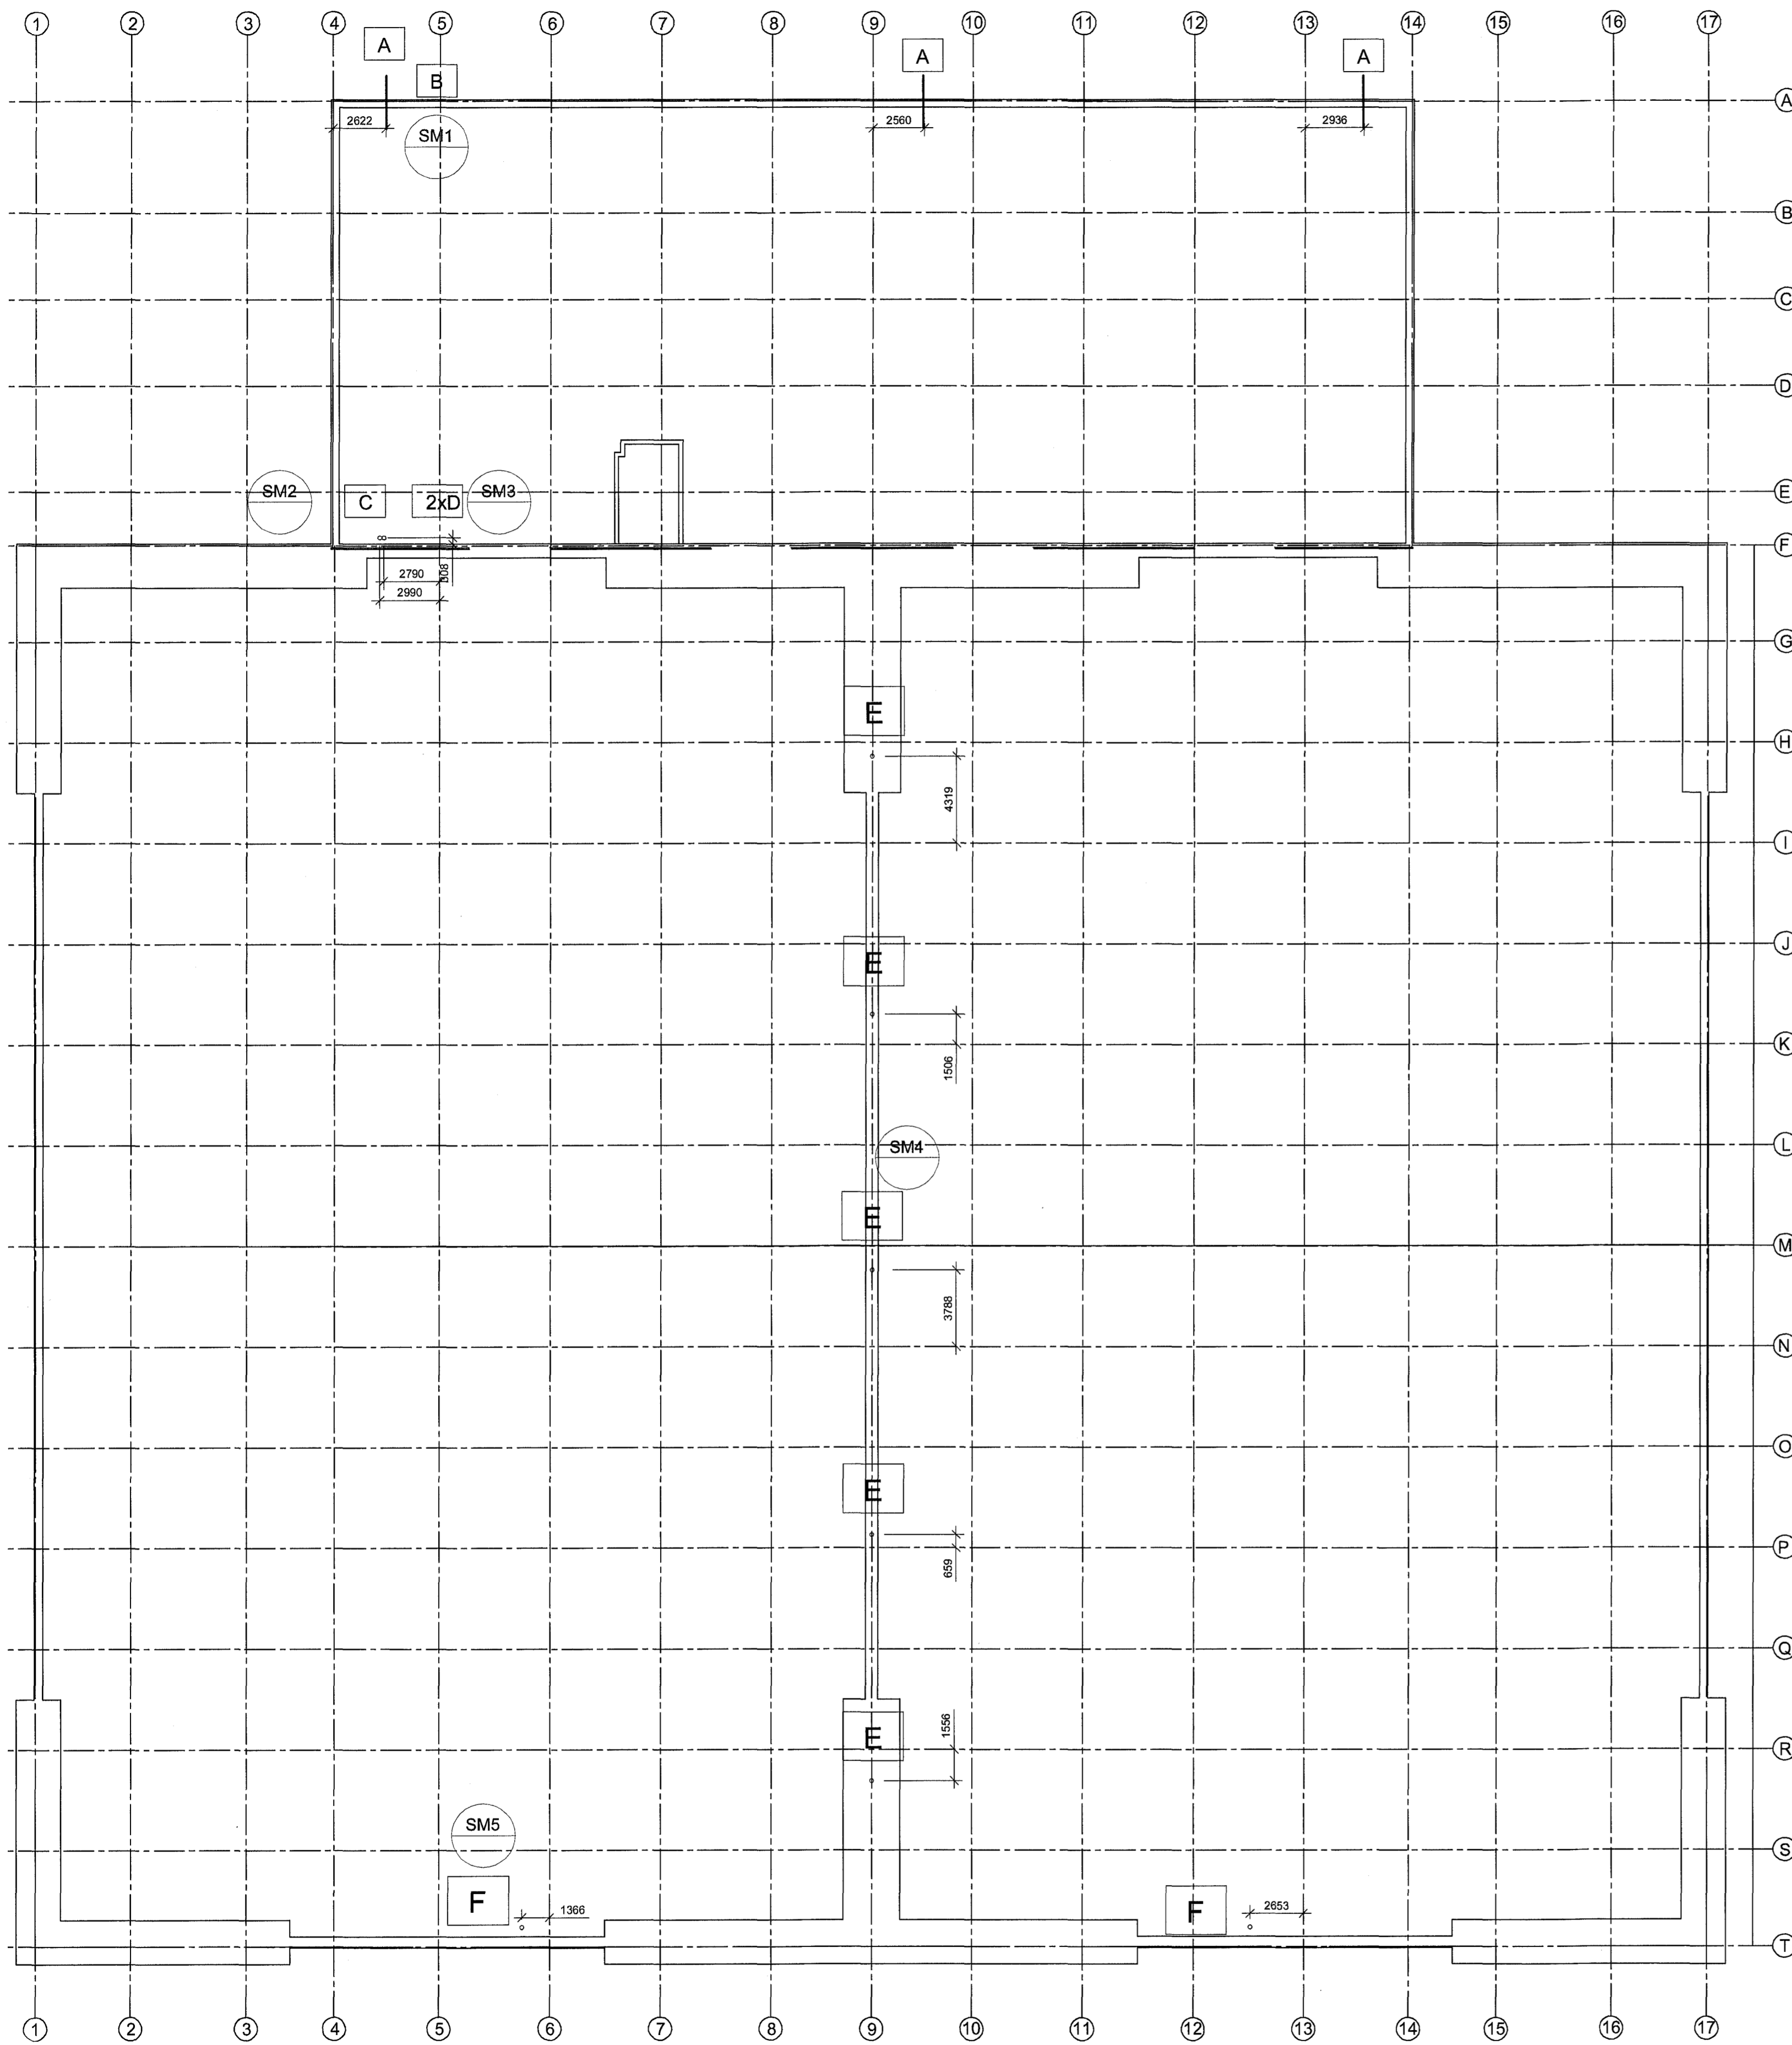 1 2 3 4 5 6 7 8 9 10 11 12 13 14 15 16 17
A A A
B
A
2622 2560 2936
SM1
B
C
D
SM2 C 2xD SM3 E
F
308
2790
2990
G
E
H
4319
I
E J
K
1506
SM4 L
E
M
3788
N
O
E
P
659
Q
1556
E R
SM5
S
F 1366 F 2653
T
1 2 3 4 5 6 7 8 9 10 11 12 13 14 15 16 17